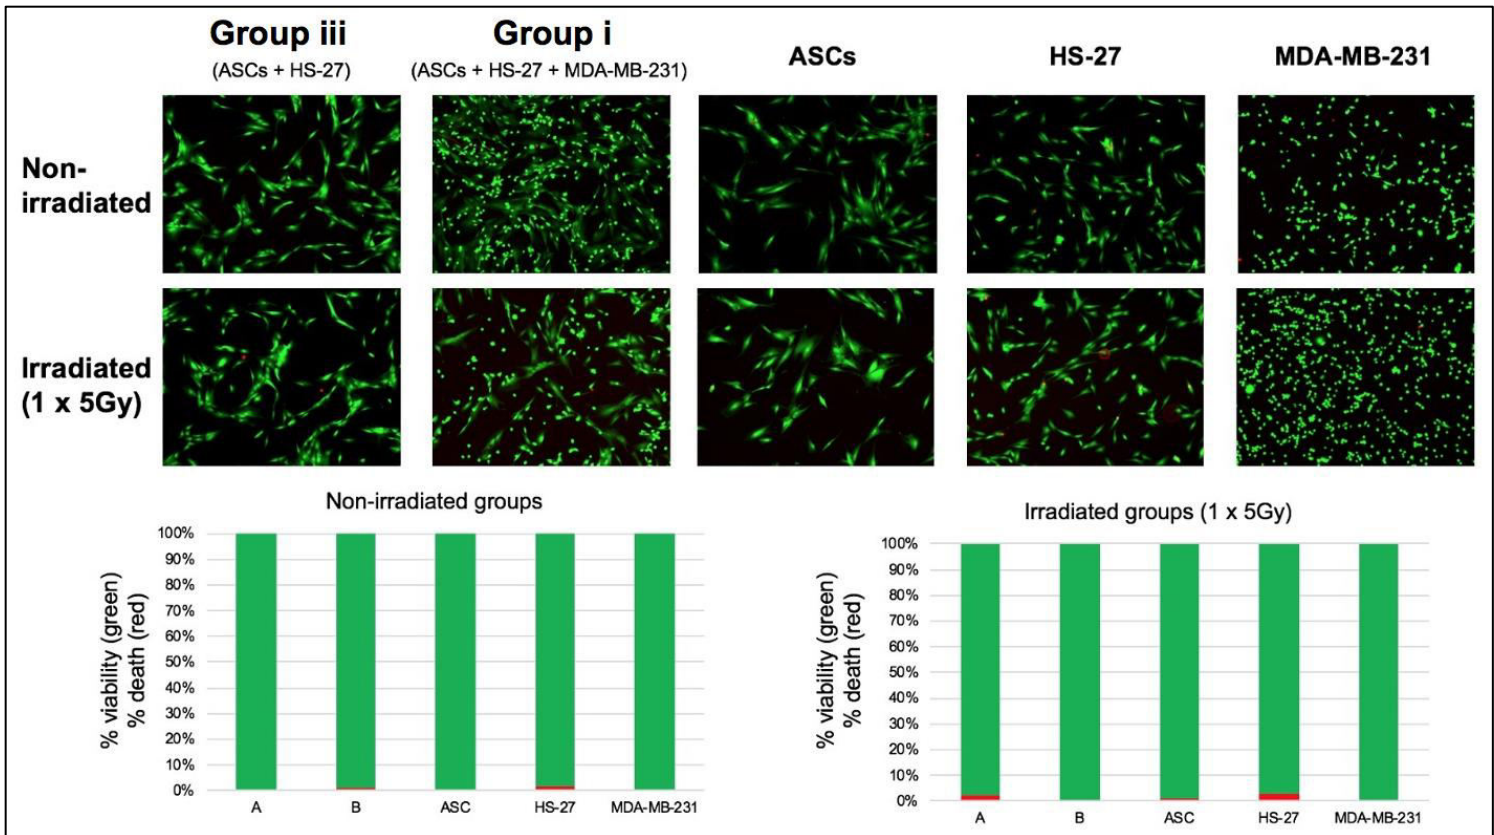 Group iii
(ASCs + HS-27)
Group i
(ASCs + HS-27 + MDA-MB-231)
ASCs
HS-27
MDA-MB-231
Non-
irradiated
Irradiated
(1 x 5Gy)
Non-irradiated groups
% viability (green)
% death (red)
100%
90%
80%
70%
60%
50%
40%
30%
20%
10%
0%
A
B
ASC
HS-27
MDA-MB-231
Irradiated groups (1 x 5Gy)
% viability (green)
% death (red)
100%
90%
80%
70%
60%
50%
40%
30%
20%
10%
0%
A
B
ASC
HS-27
MDA-MB-231